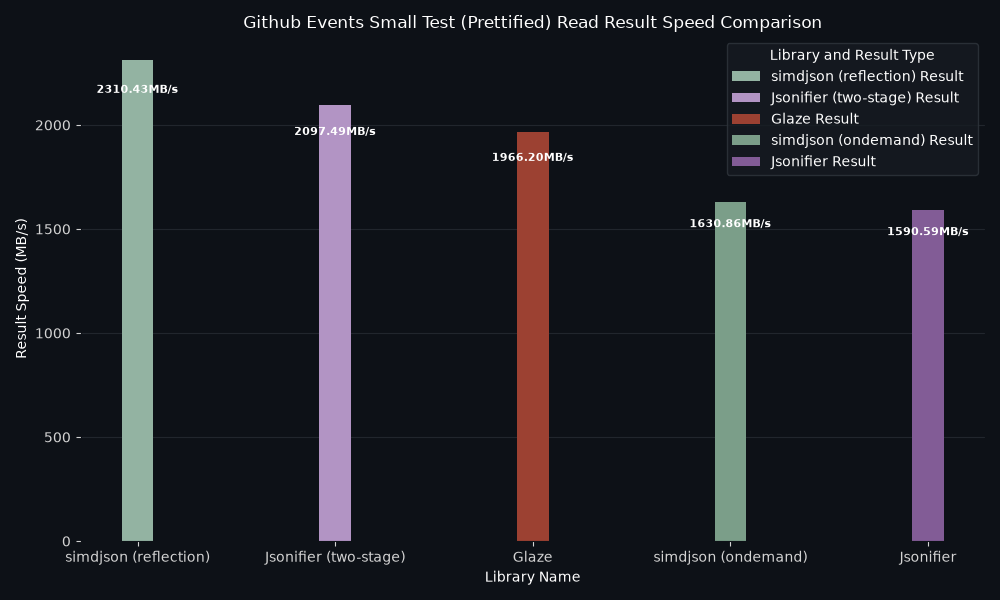 Github Events Small Test (Prettified) Read Result Speed Comparison
Library and Result Type
simdjson (reflection) Result
Jsonifier (two-stage) Result
Glaze Result
simdjson (ondemand) Result
Jsonifier Result
2310.43MB/s
2097.49MB/s
1966.20MB/s
1630.86MB/s
1590.59MB/s
Result Speed (MB/s)
2000
1500
1000
500
0
simdjson (reflection)
Jsonifier (two-stage)
Glaze
simdjson (ondemand)
Jsonifier
Library Name